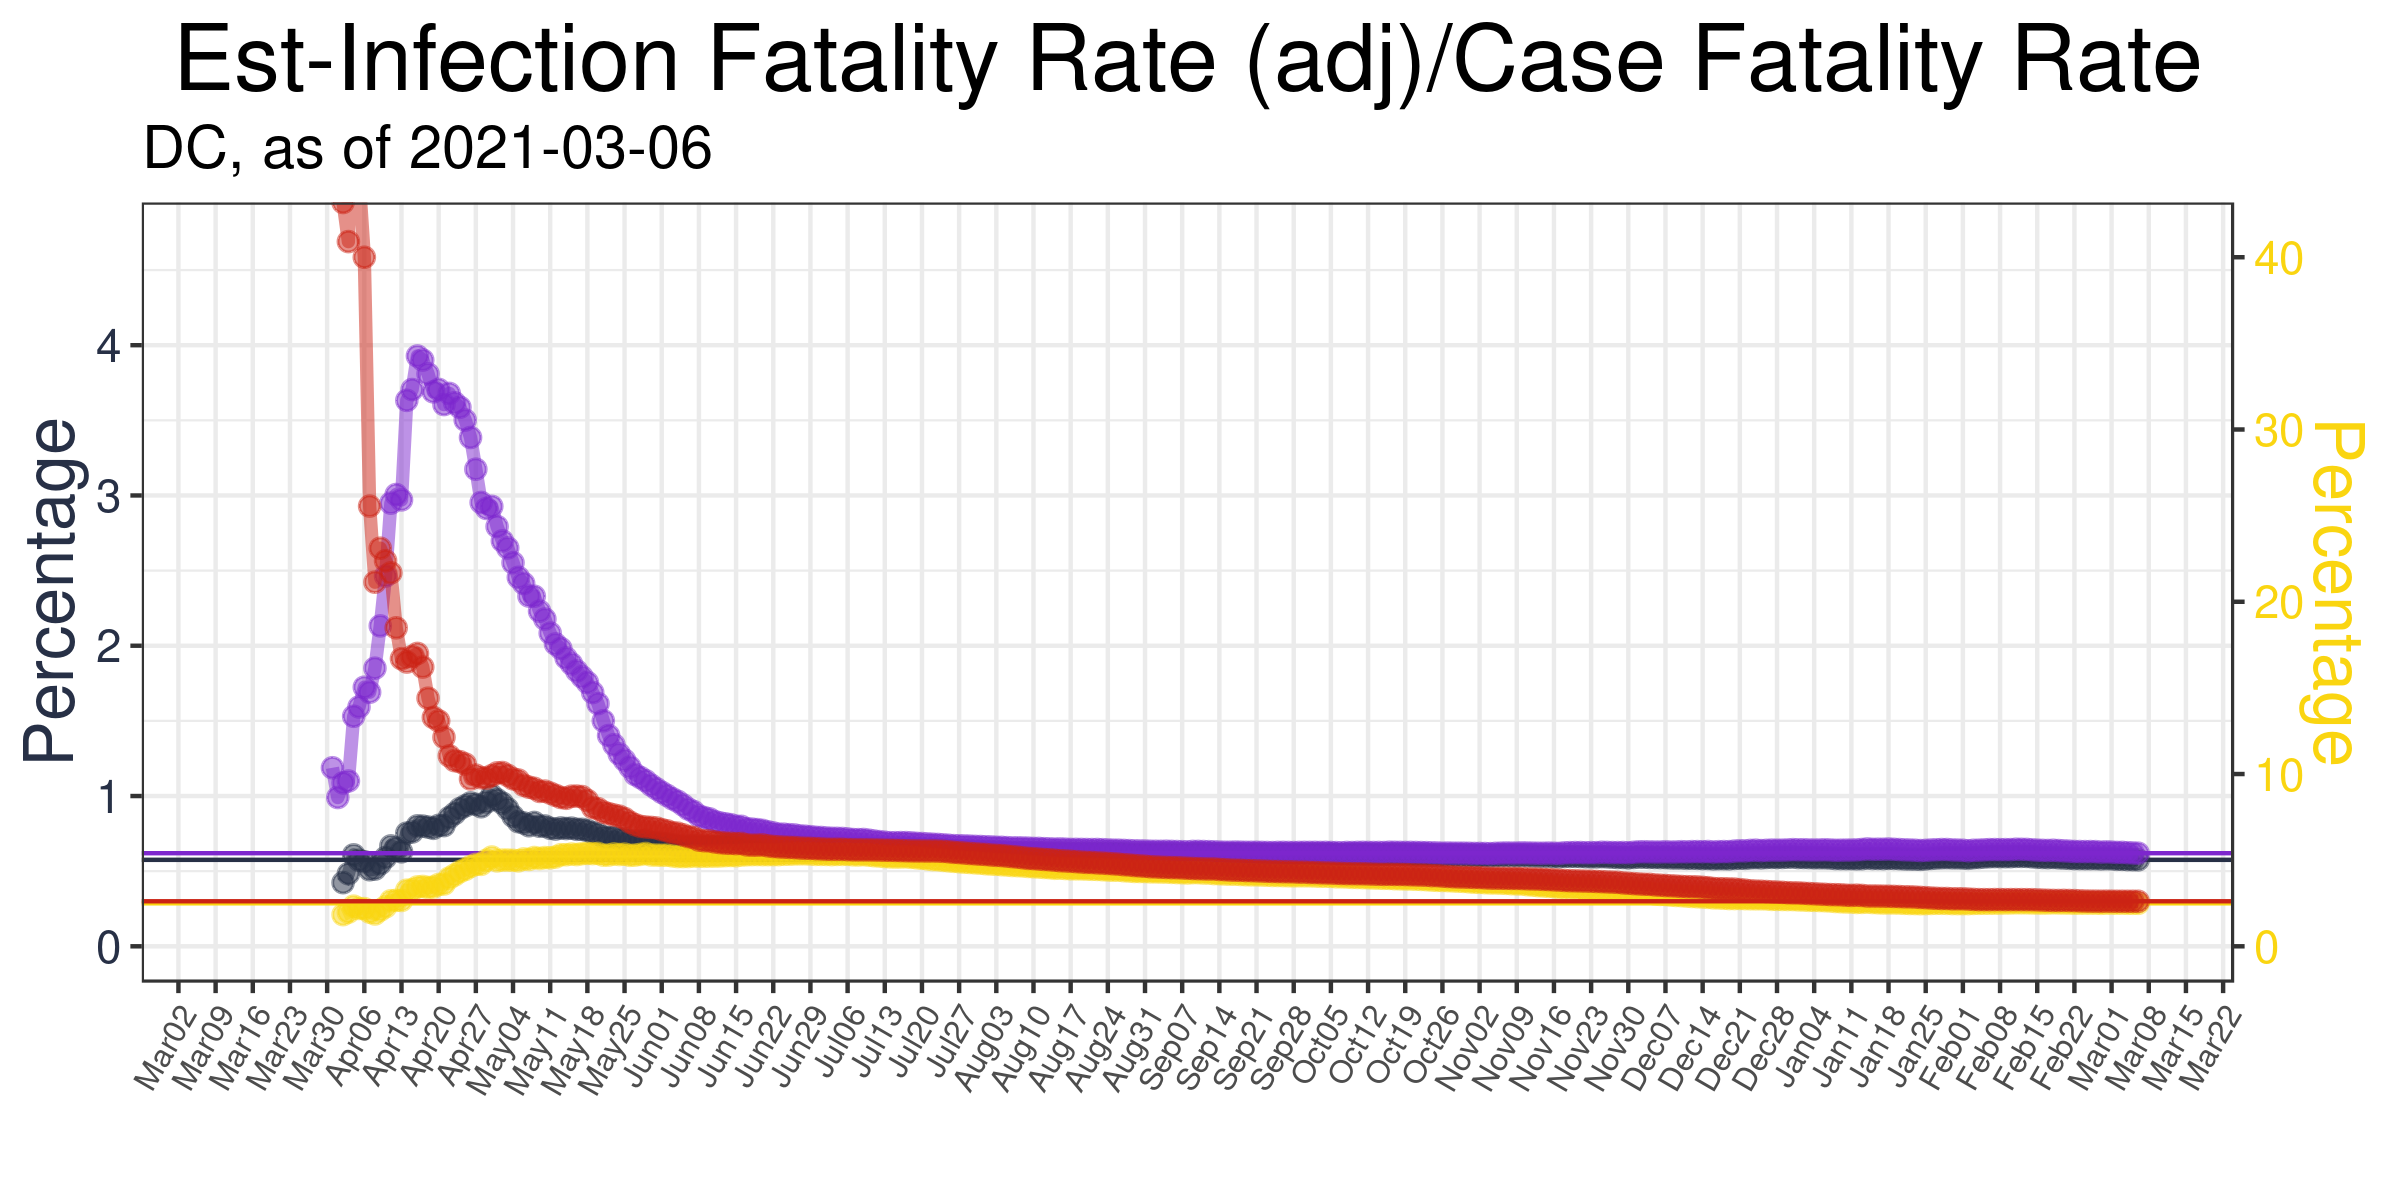 Est-Infection Fatality Rate (adj)/Case Fatality Rate
DC, as of 2021-03-06
Percentage
4
3
2
1
0
40
30
20
10
0
Percentage
Mar02
Mar09
Mar16
Mar23
Mar30
Apr06
Apr13
Apr20
Apr27
May04
May11
May18
May25
Jun01
Jun08
Jun15
Jun22
Jun29
Jul06
Jul13
Jul20
Jul27
Aug03
Aug10
Aug17
Aug24
Aug31
Sep07
Sep14
Sep21
Sep28
Oct05
Oct12
Oct19
Oct26
Nov02
Nov09
Nov16
Nov23
Nov30
Dec07
Dec14
Dec21
Dec28
Dec04
Jan11
Jan18
Jan25
Feb01
Feb08
Feb15
Feb22
Mar01
Mar08
Mar15
Mar22